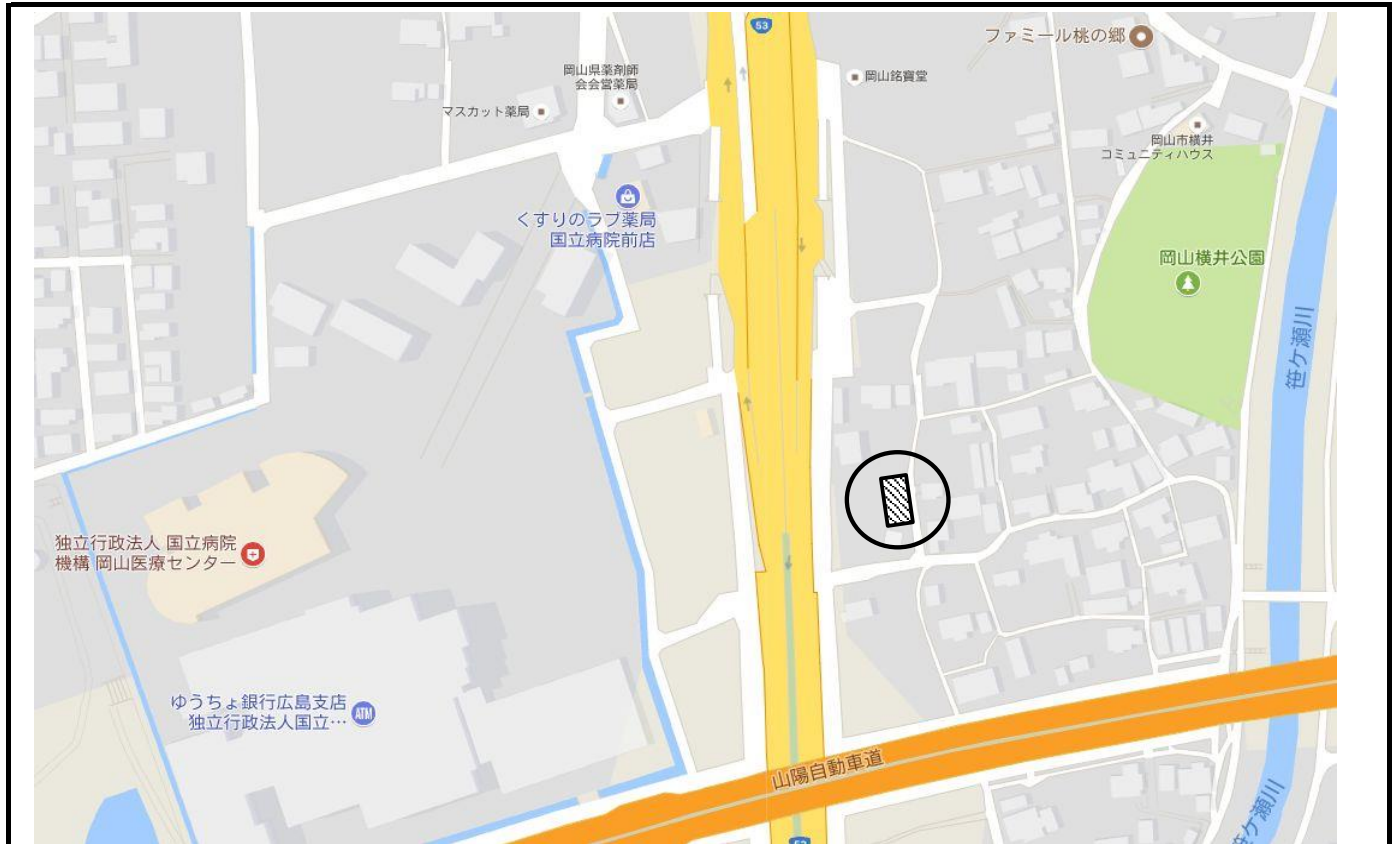 53
ファミール桃の郷
岡山県薬剤師
会会営薬局
岡山銘寶堂
マスカット薬局
岡山市横井
コミュニティハウス
くすりのラブ薬局
国立病院前店
岡山横井公園
笹ケ瀬川
独立行政法人 国立病院
機構 岡山医療センター
ゆうちょ銀行広島支店
独立行政法人国立…
ATM
山陽自動車道
笹ケ瀬川
53